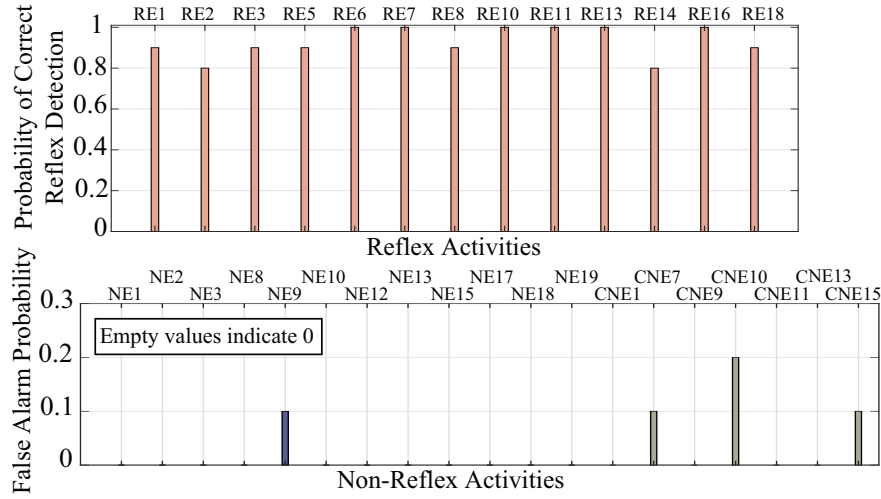 RE1 RE2 RE3 RE5 RE6 RE7 RE8 RE10 RE11 RE13 RE14 RE16 RE18
Probability of Correct
Reflex Detection
1
0.8
0.6
0.4
0.2
0
Reflex Activities
NE2 NE8 NE10 NE13 NE17 NE19 CNE7 CNE10 CNE13
NE1 NE3 NE9 NE12 NE15 NE18 CNE1 CNE9 CNE11 CNE15
False Alarm Probability
0.3
0.2
0.1
0
Empty values indicate 0
Non-Reflex Activities